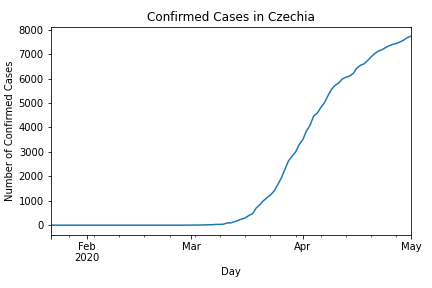 Confirmed Cases in Czechia
8000
7000
6000
5000
4000
3000
2000
1000
0
Number of Confirmed Cases
Feb
2020
Mar
Apr
May
Day